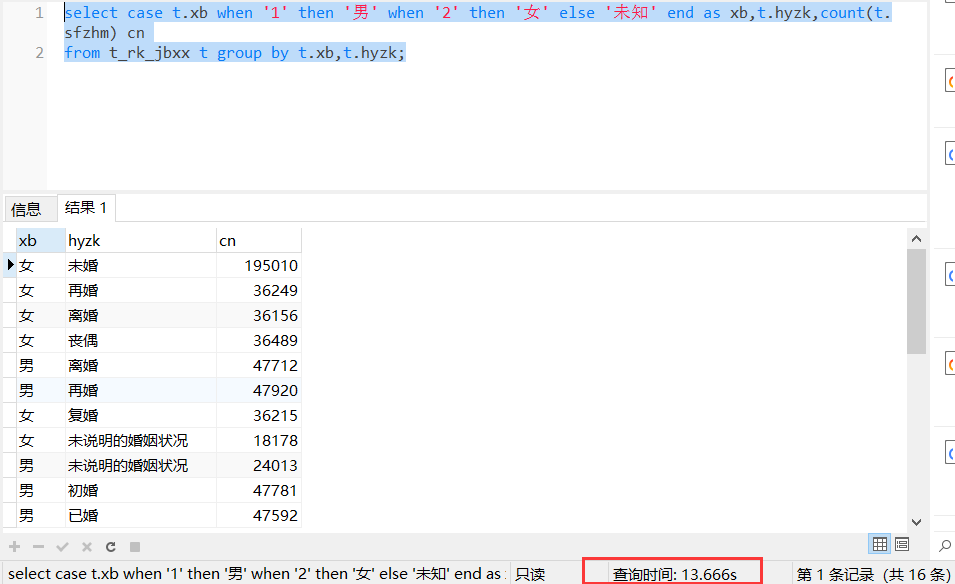 1 select case t.xb when '1' then '男' when '2' then '女' else '未知' end as xb,t.hyzk,count(t.
sfzhm) cn
2 from t_rk_jbxx t group by t.xb,t.hyzk;
信息 结果 1
xb hyzk cn
女 未婚 195010
女 再婚 36249
女 离婚 36156
女 丧偶 36489
男 离婚 47712
男 再婚 47920
女 复婚 36215
女 未说明的婚姻状况 18178
男 未说明的婚姻状况 24013
男 初婚 47781
男 已婚 47592
select case t.xb when '1' then '男' when '2' then '女' else '未知' end as 只读 查询时间: 13.666s 第 1 条记录 (共 16 条)